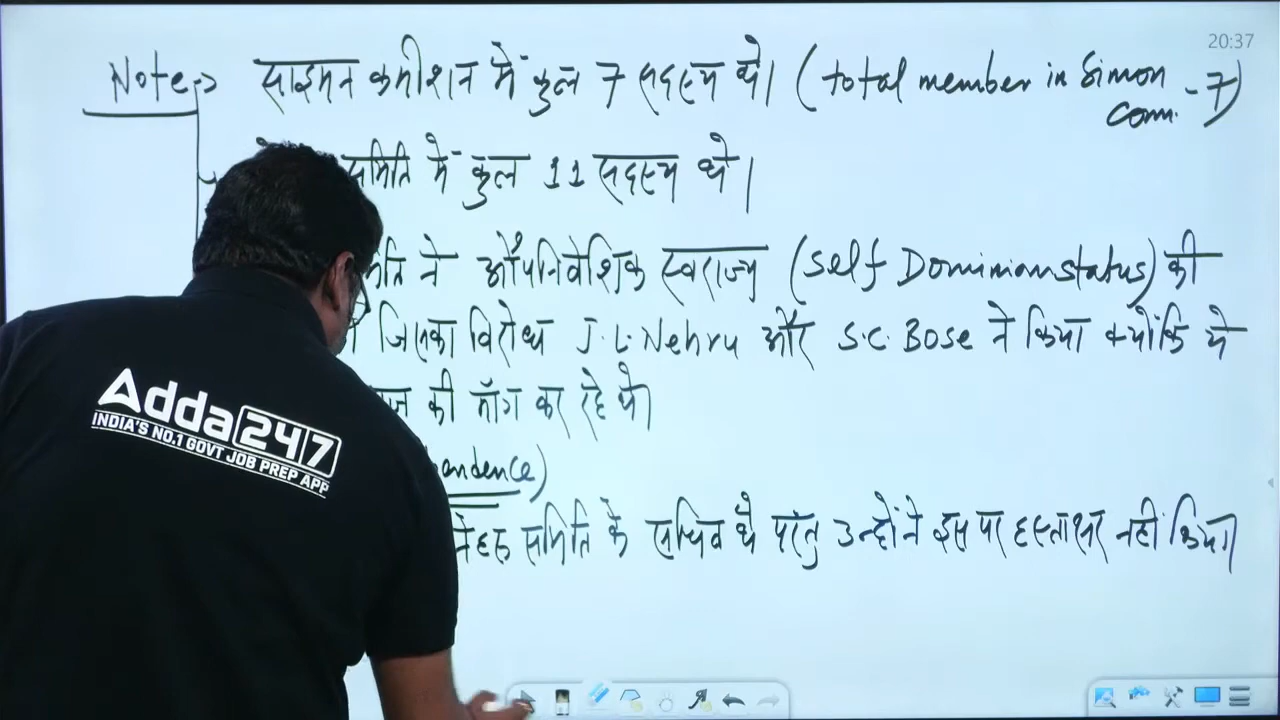 20:37
Note:-> साइमन कमीशन में कुल 7 सदस्य थे। (total member in Simon Comm. - 7)
समिति में कुल 11 सदस्य थे।
ने औपनिवेशिक स्वराज्य (Self Dominion status) की
जिसका विरोध J.L. Nehru और S.C. Bose ने किया क्योंकि ये
की माँग कर रहे थे।
pendence)
नेहरू समिति के सचिव थे परंतु उन्होंने इस पर हस्ताक्षर नहीं किया।
Adda247
INDIA'S NO.1 GOVT JOB PREP APP